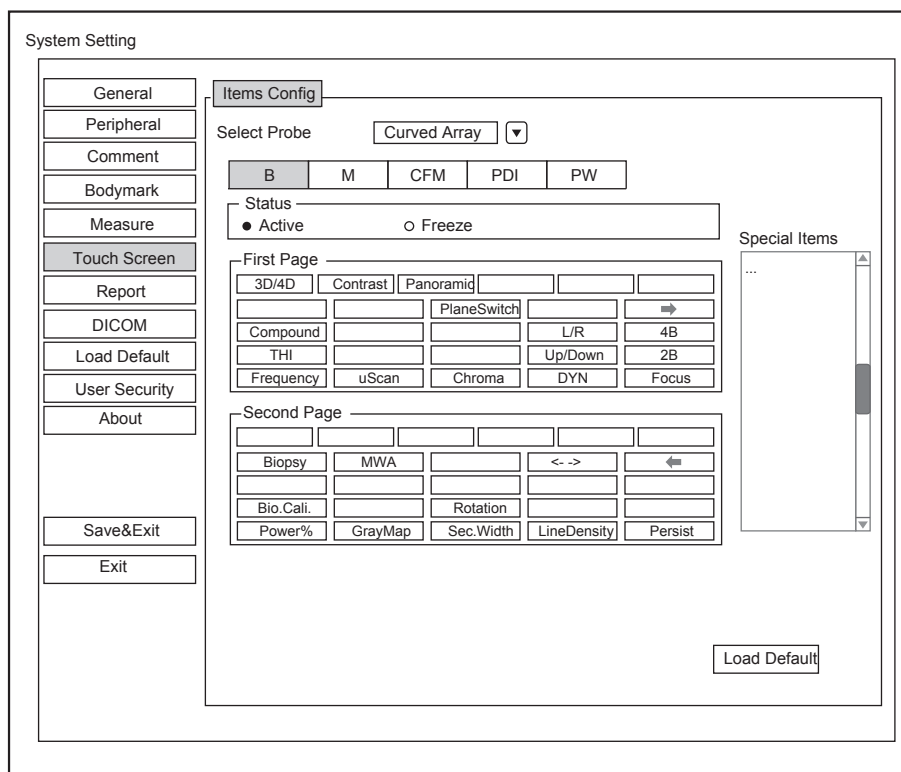 System Setting
General
Peripheral
Comment
Bodymark
Measure
Touch Screen
Report
DICOM
Load Default
User Security
About
Save&Exit
Exit
Items Config
Select Probe Curved Array
B M CFM PDI PW
Status
Active Freeze
First Page
3D/4D Contrast Panoramic
PlaneSwitch
Compound L/R 4B
THI Up/Down 2B
Frequency uScan Chroma DYN Focus
Second Page
Biopsy MWA <- ->
Bio.Cali. Rotation
Power% GrayMap Sec.Width LineDensity Persist
Special Items
...
Load Default